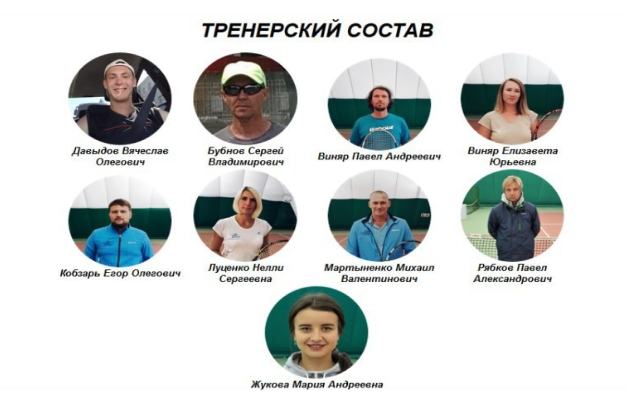 ТРЕНЕРСКИЙ СОСТАВ
Давыдов Вячеслав
Олегович
Бубнов Сергей
Владимирович
Виняр Павел Андреевич
Виняр Елизавета
Юрьевна
Кобзарь Егор Олегович
Луценко Нелли
Сергеевна
Мартыненко Михаил
Валентинович
Рябков Павел
Александрович
Жукова Мария Андреевна